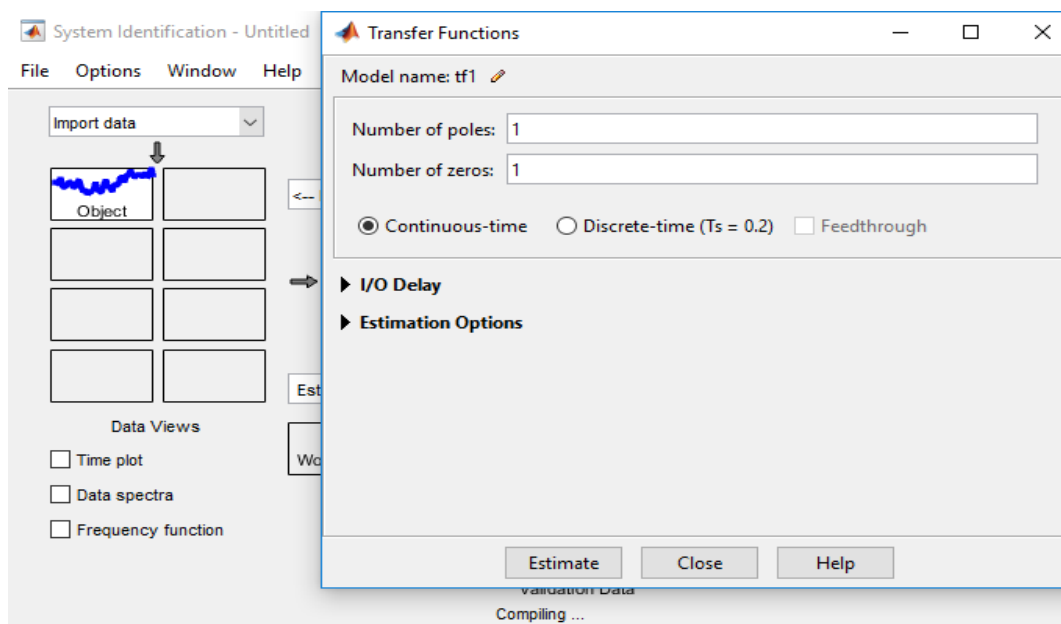 System Identification - Untitled
File Options Window Help
Import data
Object
<--
Est
Wo
Data Views
Time plot
Data spectra
Frequency function
Transfer Functions
Model name: tf1
Number of poles: 1
Number of zeros: 1
Continuous-time Discrete-time (Ts = 0.2) Feedthrough
I/O Delay
Estimation Options
Estimate Close Help
Validation Data
Compiling ...